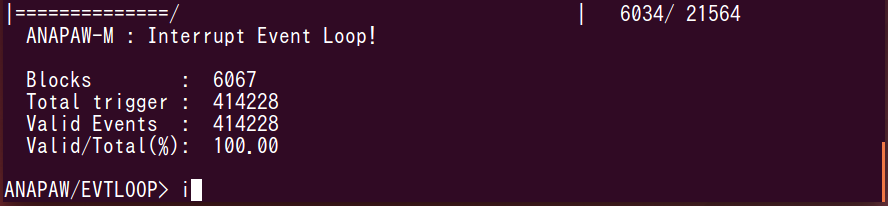 |==============/                                     |   6034/ 21564
  ANAPAW-M : Interrupt Event Loop!

  Blocks        :  6067
  Total trigger :  414228
  Valid Events  :  414228
  Valid/Total(%):  100.00

ANAPAW/EVTLOOP> i